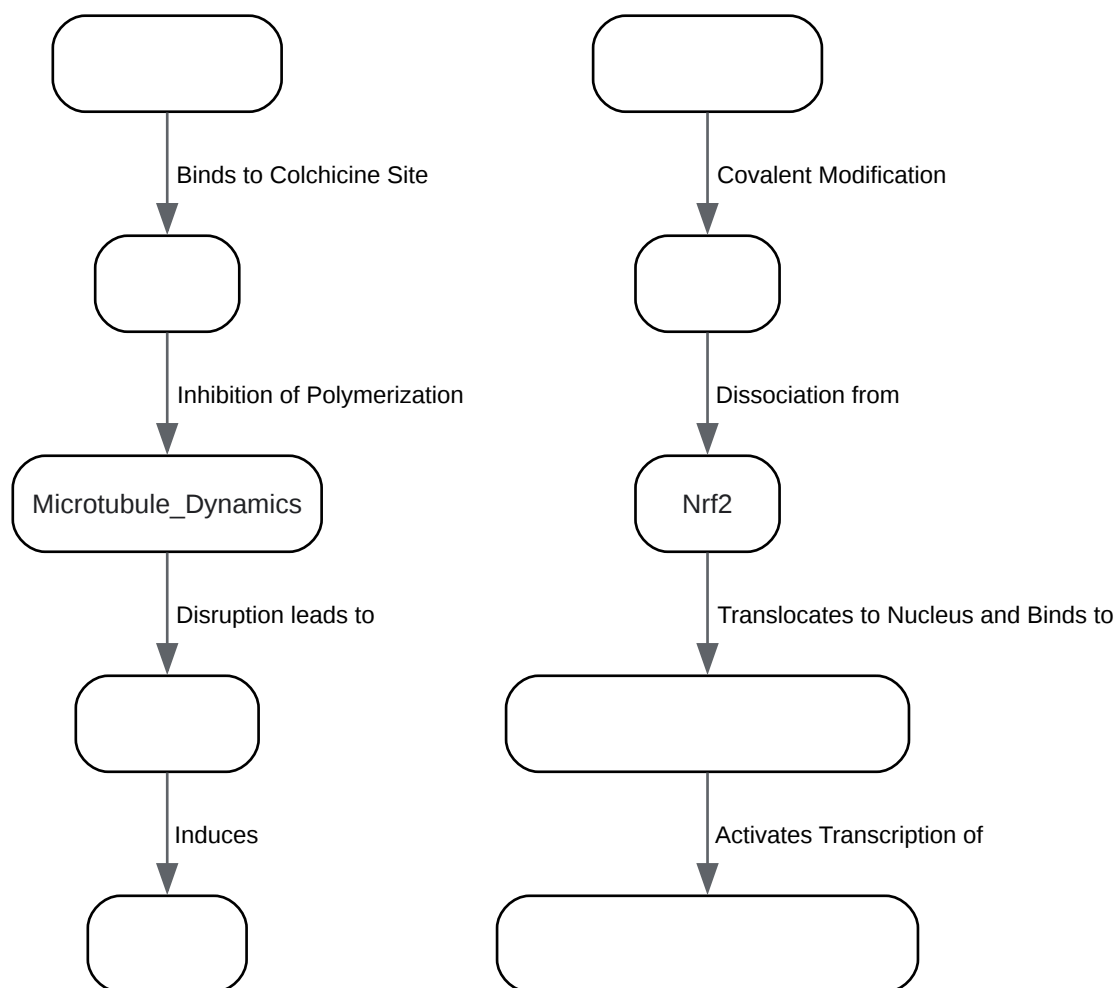 Binds to Colchicine Site
Covalent Modification
Inhibition of Polymerization
Dissociation from
Microtubule_Dynamics
Nrf2
Disruption leads to
Translocates to Nucleus and Binds to
Induces
Activates Transcription of